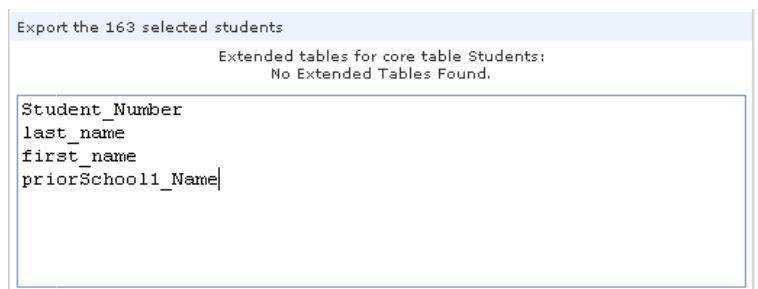 Export the 163 selected students
Extended tables for core table Students:
No Extended Tables Found.
Student_Number
last_name
first_name
priorSchool1_Name